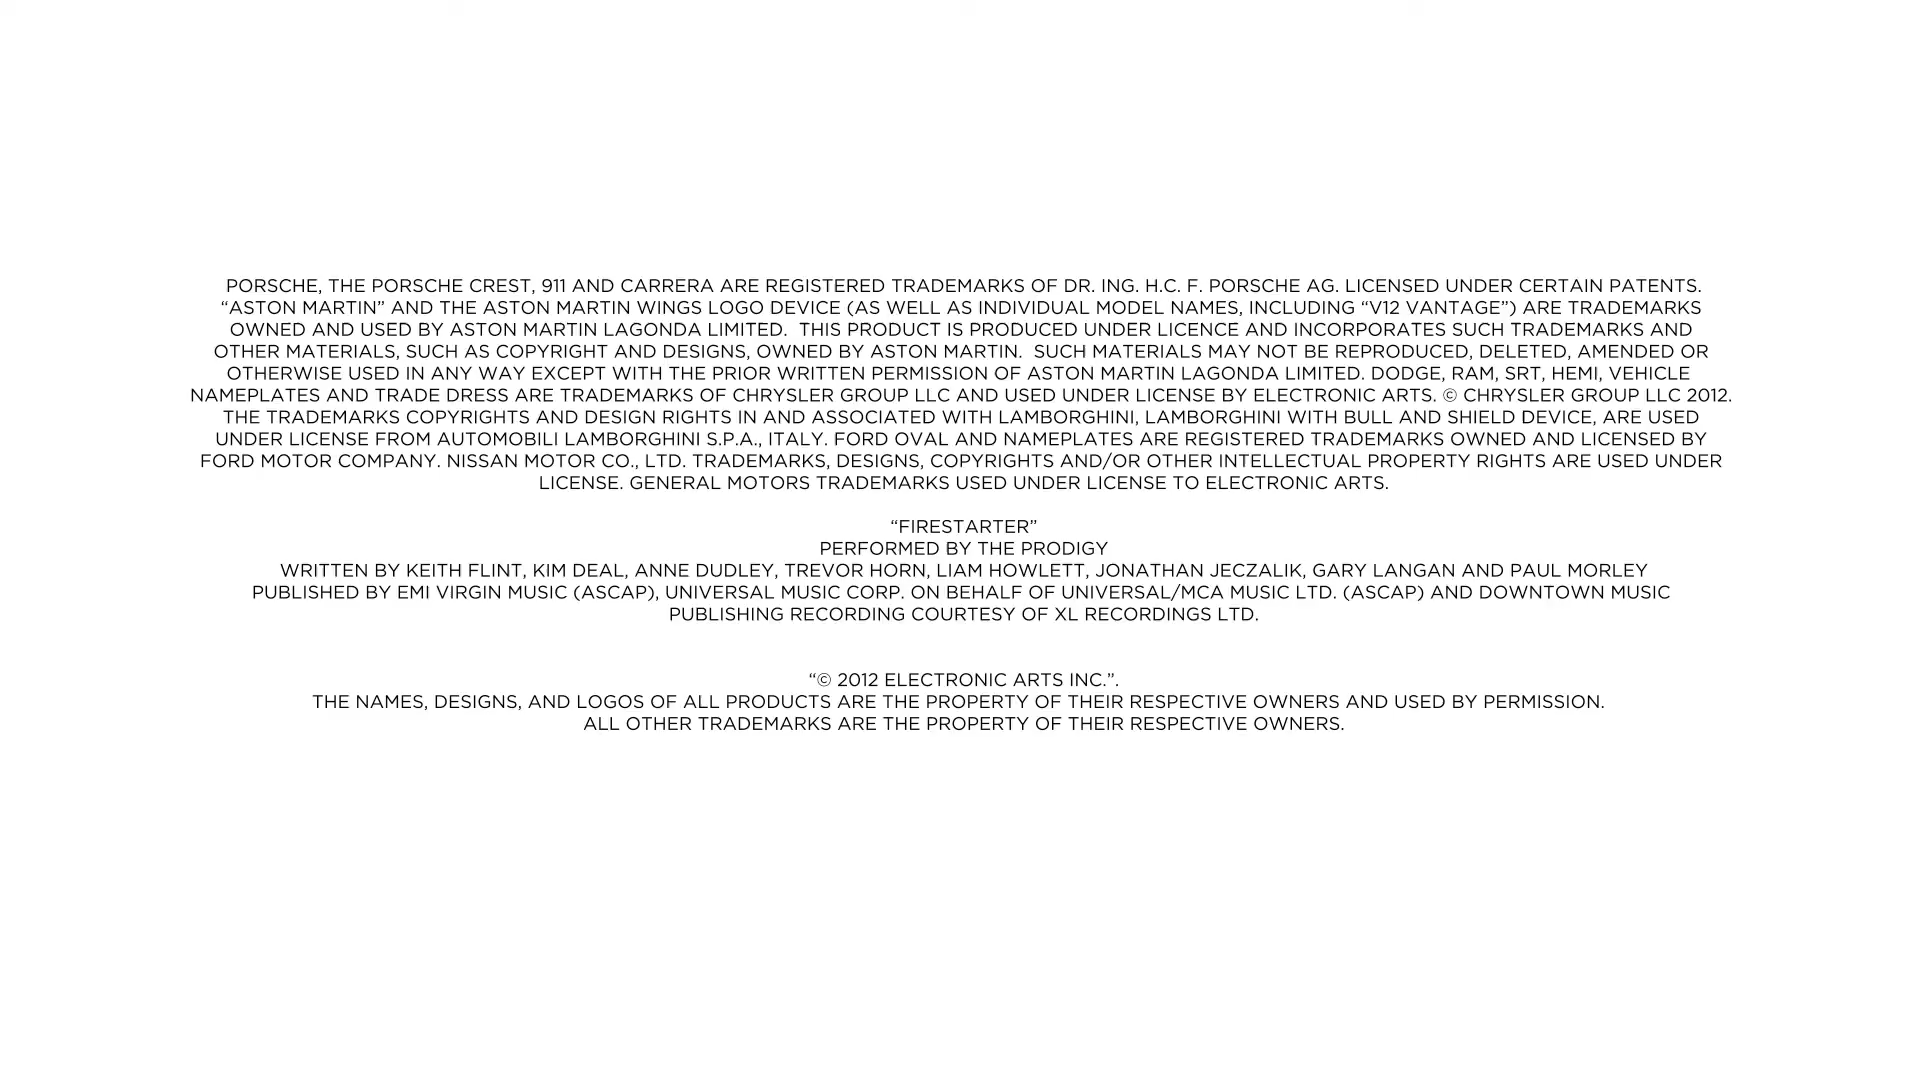 PORSCHE, THE PORSCHE CREST, 911 AND CARRERA ARE REGISTERED TRADEMARKS OF DR. ING. H.C. F. PORSCHE AG. LICENSED UNDER CERTAIN PATENTS.
“ASTON MARTIN” AND THE ASTON MARTIN WINGS LOGO DEVICE (AS WELL AS INDIVIDUAL MODEL NAMES, INCLUDING “V12 VANTAGE”) ARE TRADEMARKS
OWNED AND USED BY ASTON MARTIN LAGONDA LIMITED.  THIS PRODUCT IS PRODUCED UNDER LICENCE AND INCORPORATES SUCH TRADEMARKS AND
OTHER MATERIALS, SUCH AS COPYRIGHT AND DESIGNS, OWNED BY ASTON MARTIN.  SUCH MATERIALS MAY NOT BE REPRODUCED, DELETED, AMENDED OR
OTHERWISE USED IN ANY WAY EXCEPT WITH THE PRIOR WRITTEN PERMISSION OF ASTON MARTIN LAGONDA LIMITED. DODGE, RAM, SRT, HEMI, VEHICLE
NAMEPLATES AND TRADE DRESS ARE TRADEMARKS OF CHRYSLER GROUP LLC AND USED UNDER LICENSE BY ELECTRONIC ARTS. © CHRYSLER GROUP LLC 2012.
THE TRADEMARKS COPYRIGHTS AND DESIGN RIGHTS IN AND ASSOCIATED WITH LAMBORGHINI, LAMBORGHINI WITH BULL AND SHIELD DEVICE, ARE USED
UNDER LICENSE FROM AUTOMOBILI LAMBORGHINI S.P.A., ITALY. FORD OVAL AND NAMEPLATES ARE REGISTERED TRADEMARKS OWNED AND LICENSED BY
FORD MOTOR COMPANY. NISSAN MOTOR CO., LTD. TRADEMARKS, DESIGNS, COPYRIGHTS AND/OR OTHER INTELLECTUAL PROPERTY RIGHTS ARE USED UNDER
LICENSE. GENERAL MOTORS TRADEMARKS USED UNDER LICENSE TO ELECTRONIC ARTS.
“FIRESTARTER”
PERFORMED BY THE PRODIGY
WRITTEN BY KEITH FLINT, KIM DEAL, ANNE DUDLEY, TREVOR HORN, LIAM HOWLETT, JONATHAN JECZALIK, GARY LANGAN AND PAUL MORLEY
PUBLISHED BY EMI VIRGIN MUSIC (ASCAP), UNIVERSAL MUSIC CORP. ON BEHALF OF UNIVERSAL/MCA MUSIC LTD. (ASCAP) AND DOWNTOWN MUSIC
PUBLISHING RECORDING COURTESY OF XL RECORDINGS LTD.
“© 2012 ELECTRONIC ARTS INC.”.
THE NAMES, DESIGNS, AND LOGOS OF ALL PRODUCTS ARE THE PROPERTY OF THEIR RESPECTIVE OWNERS AND USED BY PERMISSION.
ALL OTHER TRADEMARKS ARE THE PROPERTY OF THEIR RESPECTIVE OWNERS.